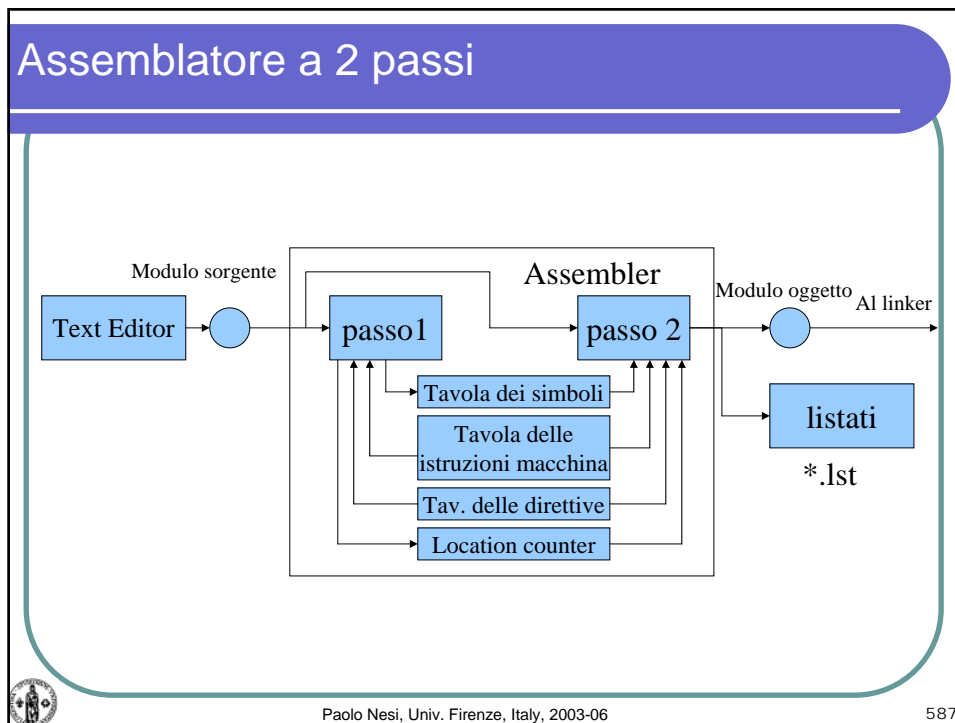 Assemblatore a 2 passi
Modulo sorgente
Assembler
Modulo oggetto
Al linker
Text Editor
passo1
passo 2
Tavola dei simboli
Tavola delle
istruzioni macchina
Tav. delle direttive
Location counter
listati
*.lst
Paolo Nesi, Univ. Firenze, Italy, 2003-06
587